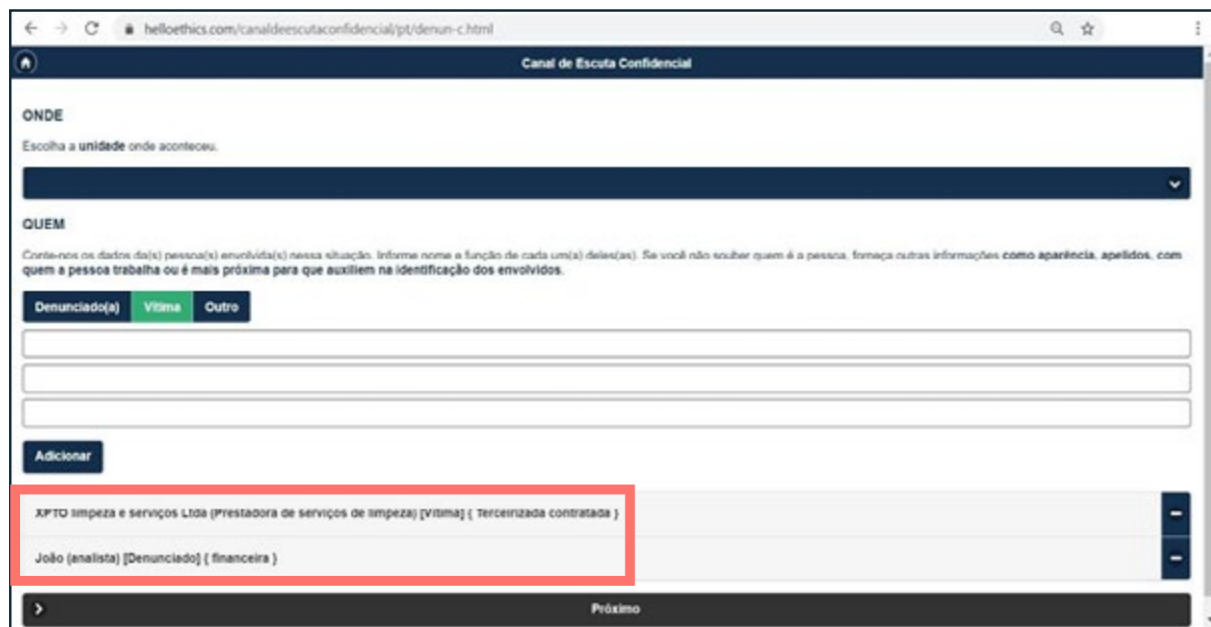 helloethics.com/canaldeescutaconfidencial/pt/denun-c.html
Canal de Escuta Confidencial
ONDE
Escolha a unidade onde aconteceu.
QUEM
Conte-nos os dados da(s) pessoa(s) envolvida(s) nessa situação. Informe nome e função de cada um(a) deles(as). Se você não souber quem é a pessoa, forneça outras informações como aparência, apelidos, com
quem a pessoa trabalha ou é mais próxima para que auxiliem na identificação dos envolvidos.
Denunciado(a) Vítima Outro
Adicionar
XPTO limpeza e serviços Ltda (Prestadora de serviços de limpeza) [Vítima] { Terceirizada contratada }
João (analista) [Denunciado] { financeira }
Próximo